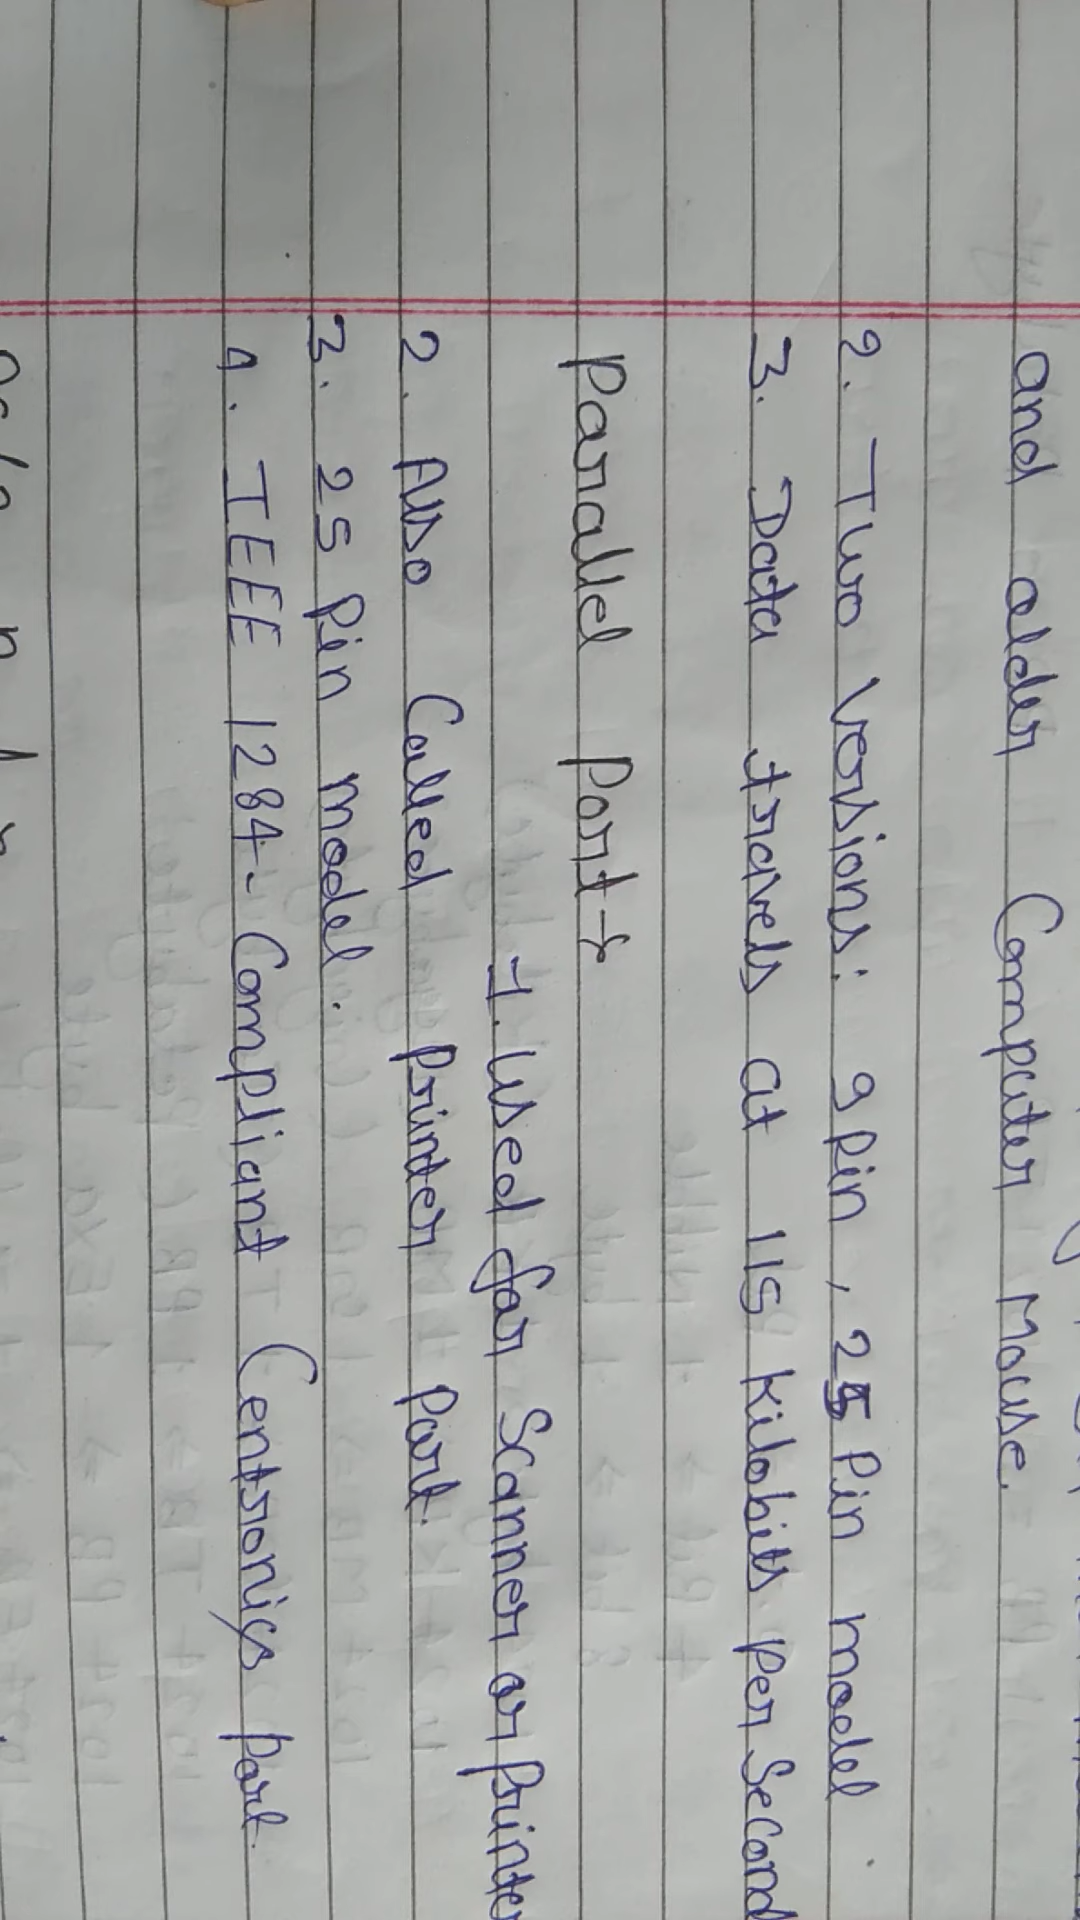 and older Computer Mouse.
2. Two Versions: 9 Pin, 25 Pin model.
3. Data travels at 115 kilobits per Second
Parallel Port →
1. Used for Scanner or Printer
2. Also Called Printer Port.
3. 25 Pin model.
4. IEEE 1284-Compliant Centronics Port.